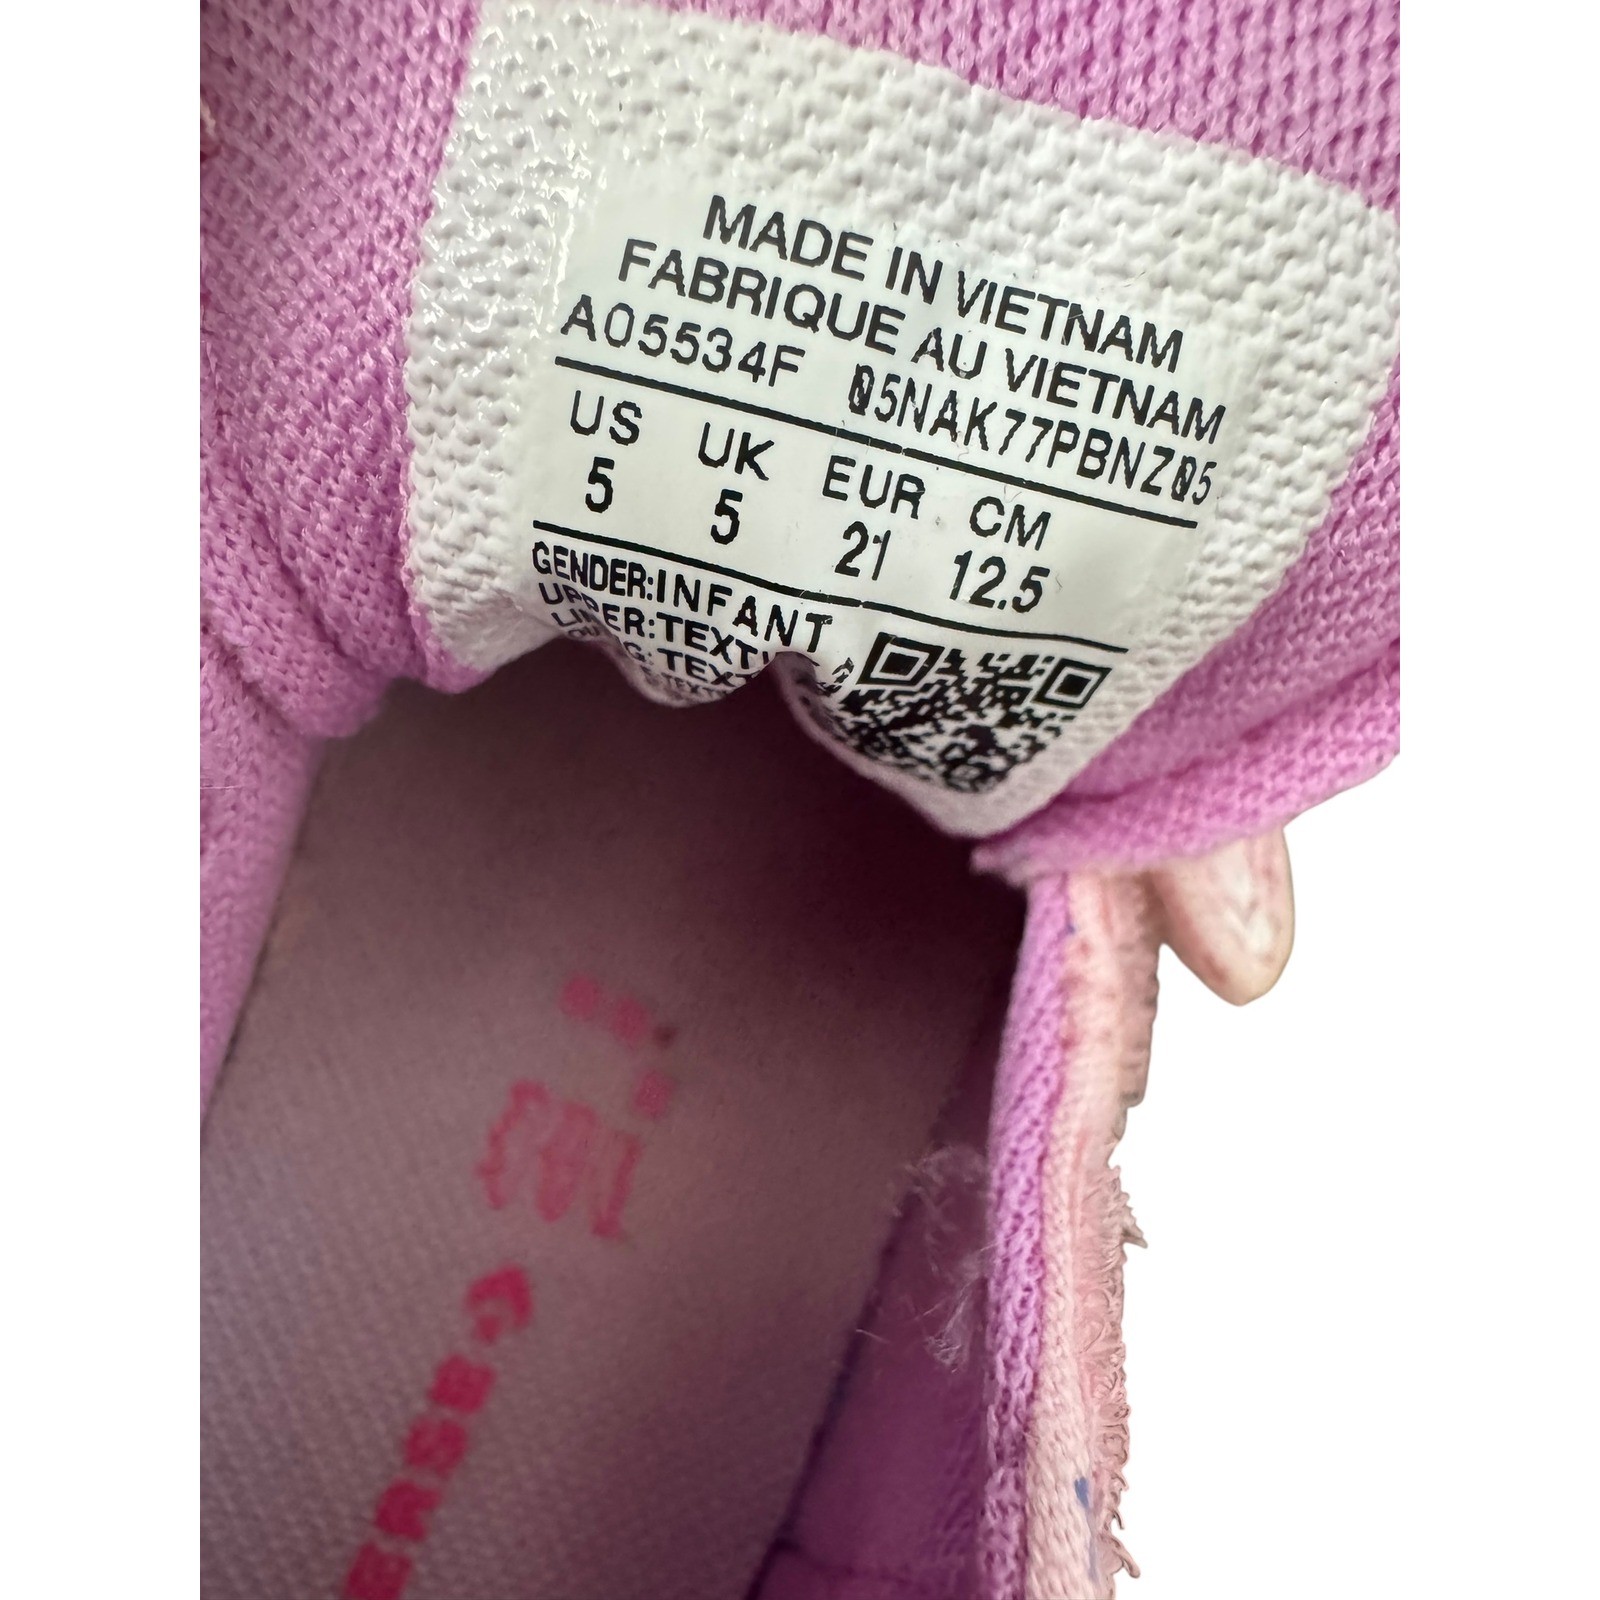 MADE IN VIETNAM
FABRIQUE AU VIETNAM
A05534F 05NAK77PBNZ05
US UK EUR CM
5 5 21 12.5
GENDER:INFANT
UPPER:TEXTILE